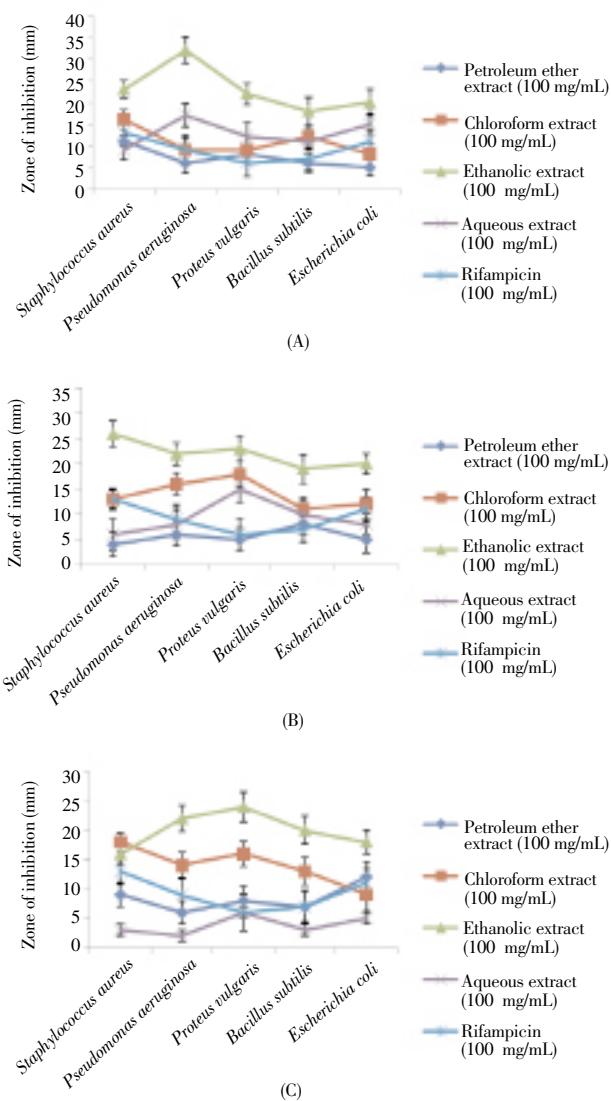 Zone of inhibition (mm)
40
35
30
25
20
15
10
5
0
Staphylococcus aureus
Pseudomonas aeruginosa
Proteus vulgaris
Bacillus subtilis
Escherichia coli
Petroleum ether
extract (100 mg/mL)
Chloroform extract
(100 mg/mL)
Ethanolic extract
(100 mg/mL)
Aqueous extract
(100 mg/mL)
Rifampicin
(100 mg/mL)
(A)
Zone of inhibition (mm)
35
30
25
20
15
10
5
0
Staphylococcus aureus
Pseudomonas aeruginosa
Proteus vulgaris
Bacillus subtilis
Escherichia coli
Petroleum ether
extract (100 mg/mL)
Chloroform extract
(100 mg/mL)
Ethanolic extract
(100 mg/mL)
Aqueous extract
(100 mg/mL)
Rifampicin
(100 mg/mL)
(B)
Zone of inhibition (mm)
30
25
20
15
10
5
0
Staphylococcus aureus
Pseudomonas aeruginosa
Proteus vulgaris
Bacillus subtilis
Escherichia coli
Petroleum ether
extract (100 mg/mL)
Chloroform extract
(100 mg/mL)
Ethanolic extract
(100 mg/mL)
Aqueous extract
(100 mg/mL)
Rifampicin
(100 mg/mL)
(C)